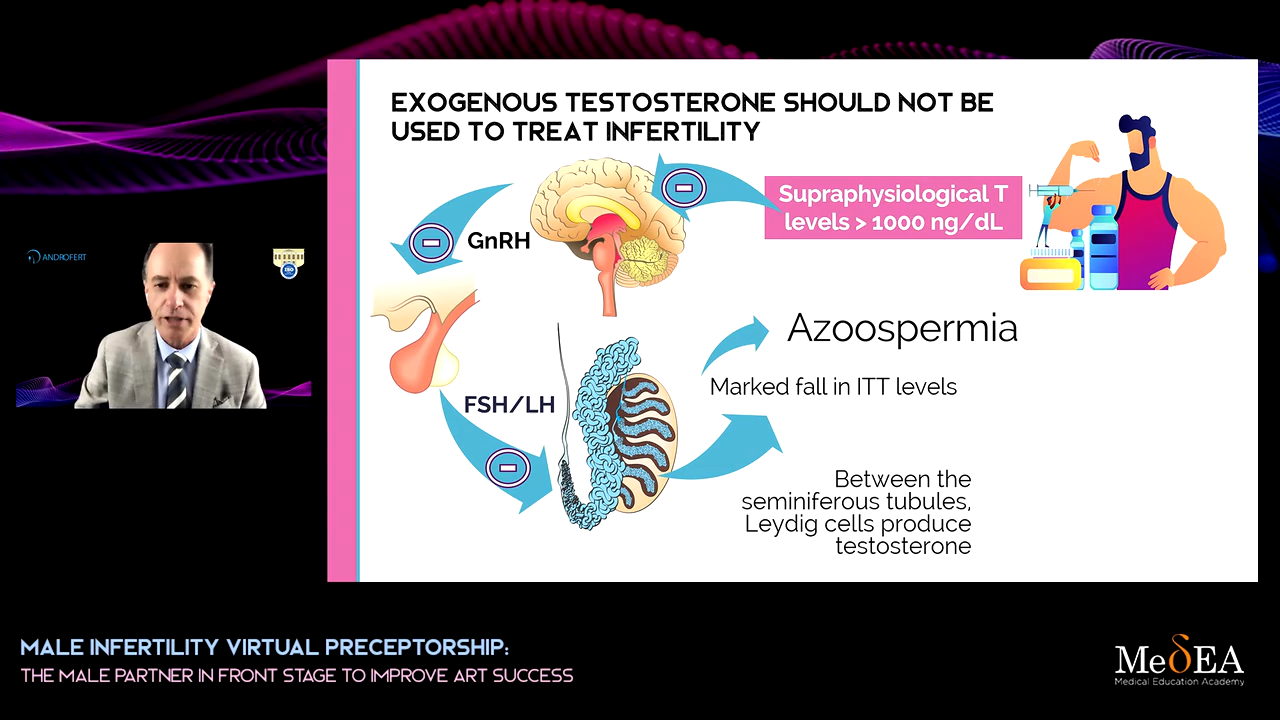 EXOGENOUS TESTOSTERONE SHOULD NOT BE
USED TO TREAT INFERTILITY
Supraphysiological T
levels > 1000 ng/dL
GnRH
ANDROFERT
ISO
Azoospermia
Marked fall in ITT levels
FSH/LH
Between the
seminiferous tubules,
Leydig cells produce
testosterone
MALE INFERTILITY VIRTUAL PRECEPTORSHIP:
THE MALE PARTNER IN FRONT STAGE TO IMPROVE ART SUCCESS
MeδEA
Medical Education Academy